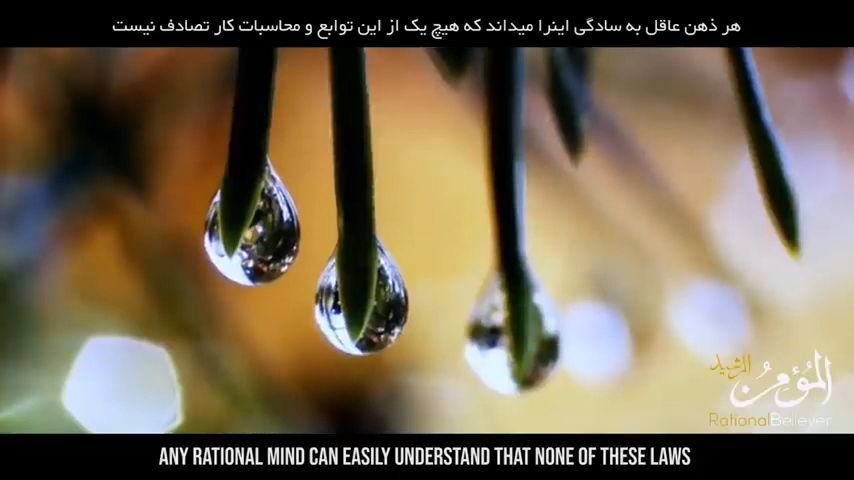 هر ذهن عاقل به سادگی اینرا میداند که هیچ یک از این توابع و محاسبات کار تصادف نیست
المؤمن الرشيد
RationalBeliever
ANY RATIONAL MIND CAN EASILY UNDERSTAND THAT NONE OF THESE LAWS